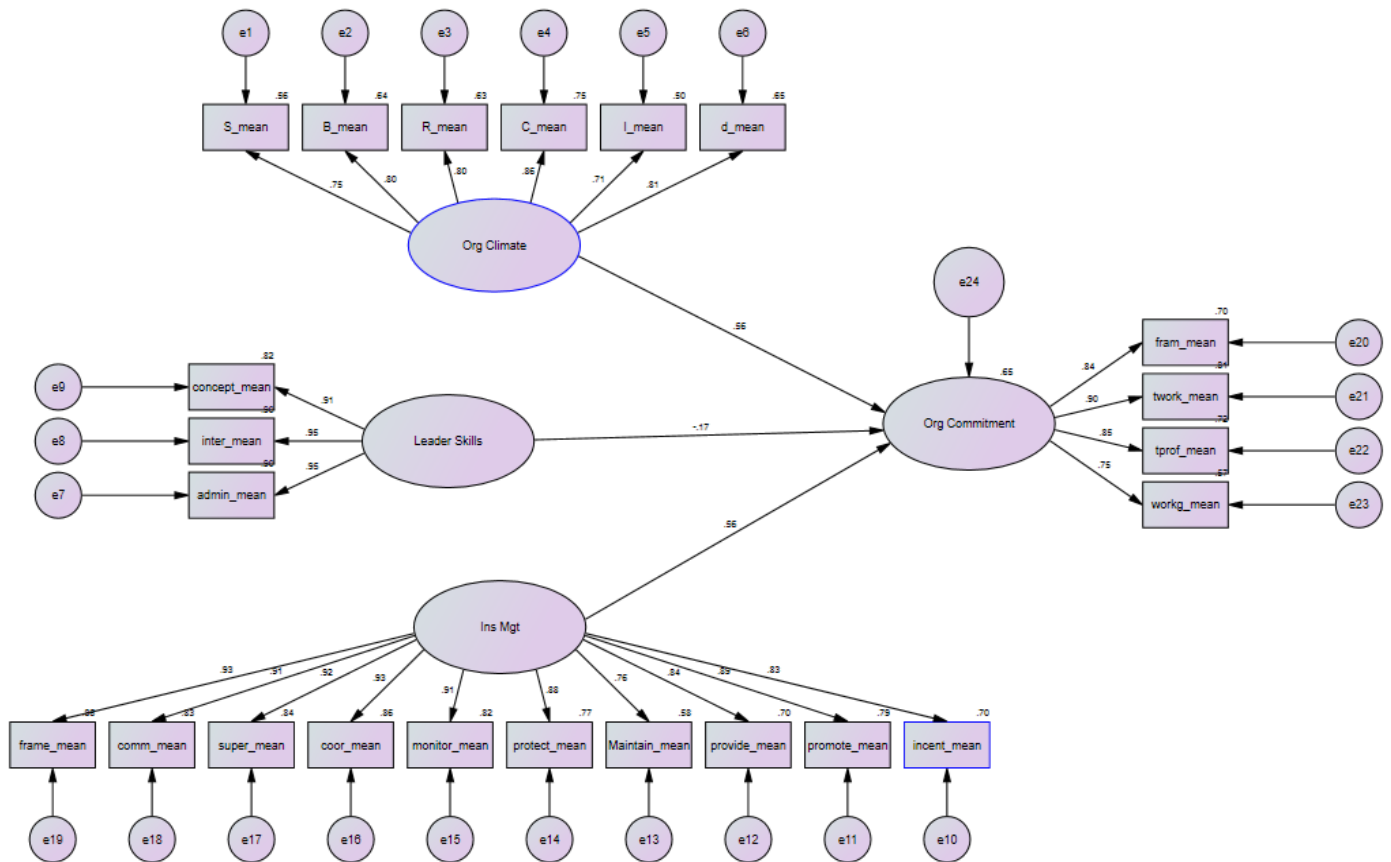 e1 e2 e3 e4 e5 e6
.56 .64 .63 .75 .50 .65
S_mean B_mean R_mean C_mean I_mean d_mean
.75 .80 .80 .86 .71 .81
Org Climate
e24
.56
.70
fram_mean e20
.84
.81
twork_mean e21
.90
.65
Org Commitment
.72
tprof_mean e22
.85
.75
.57
workg_mean e23
.82
e9 concept_mean
.91
.90
e8 inter_mean
.95
Leader Skills
-.17
.90
e7 admin_mean
.95
.56
Ins Mgt
.93 .91 .92 .93 .91 .88 .76 .84 .89 .83
.83 .84 .86 .82 .77 .58 .70 .79 .70
frame_mean comm_mean super_mean coor_mean monitor_mean protect_mean Maintain_mean provide_mean promote_mean incent_mean
e19 e18 e17 e16 e15 e14 e13 e12 e11 e10